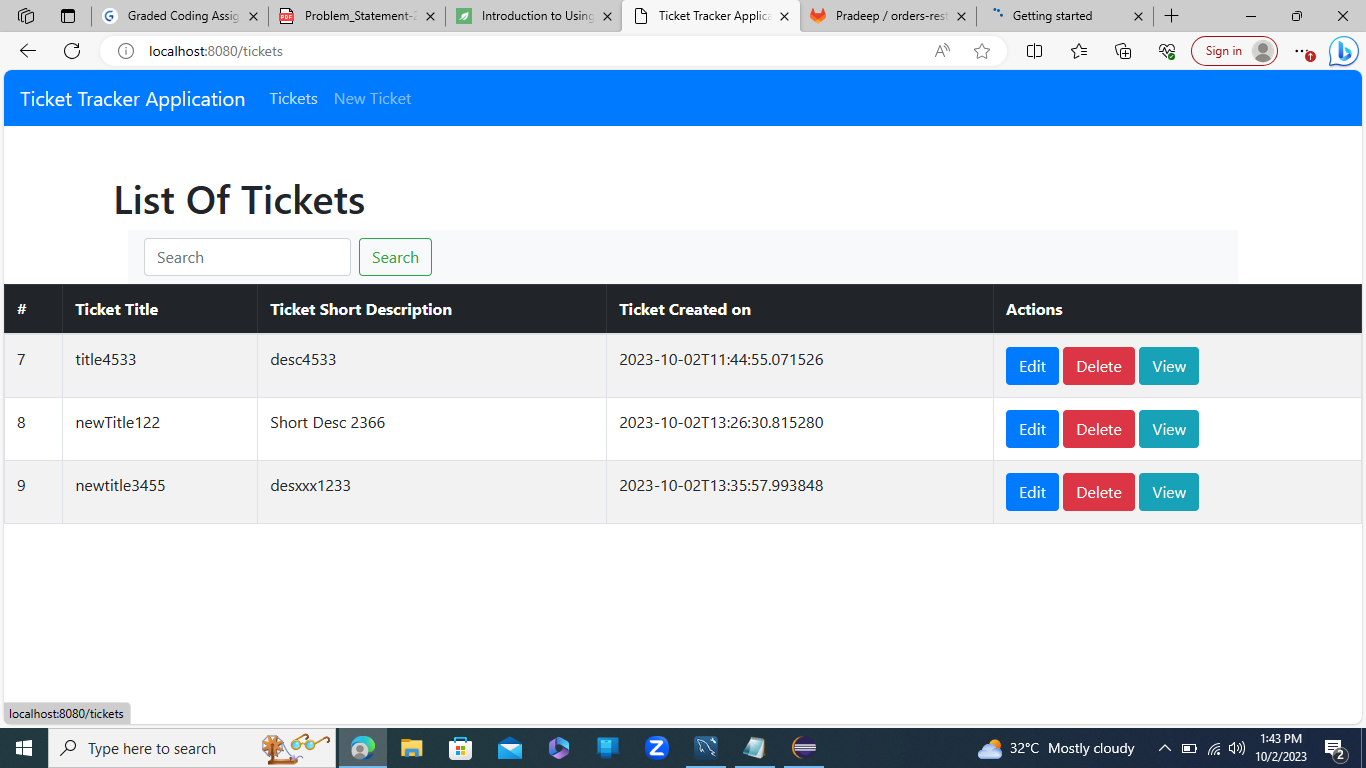 Graded Coding Assig
Problem_Statement-2
Introduction to Using
Ticket Tracker Applica
Pradeep / orders-rest
Getting started
localhost:8080/tickets
Sign in
Ticket Tracker Application
Tickets
New Ticket
List Of Tickets
Search
Search
# Ticket Title Ticket Short Description Ticket Created on Actions
7 title4533 desc4533 2023-10-02T11:44:55.071526 Edit Delete View
8 newTitle122 Short Desc 2366 2023-10-02T13:26:30.815280 Edit Delete View
9 newtitle3455 desxxx1233 2023-10-02T13:35:57.993848 Edit Delete View
localhost:8080/tickets
Type here to search
32°C Mostly cloudy
1:43 PM
10/2/2023
2